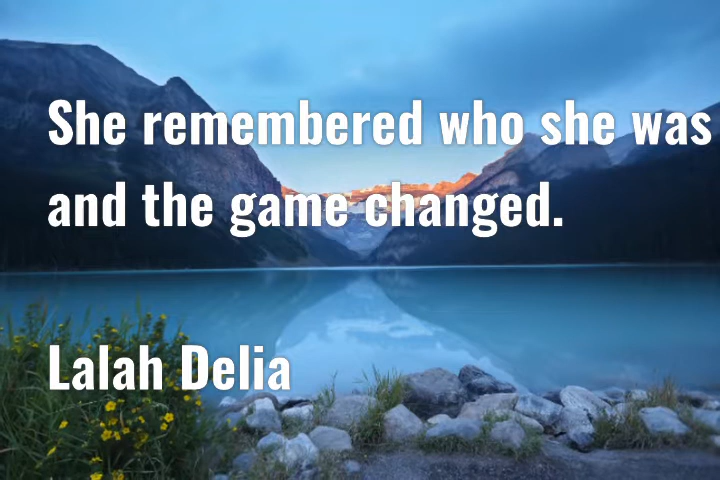 She remembered who she was
and the game changed.
Lalah Delia